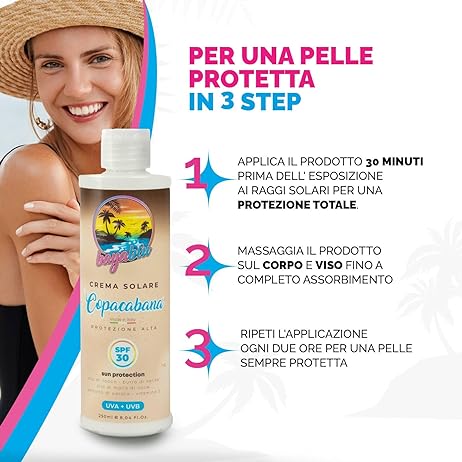 PER UNA PELLE
PROTETTA
IN 3 STEP
1
APPLICA IL PRODOTTO 30 MINUTI
PRIMA DELL' ESPOSIZIONE
AI RAGGI SOLARI PER UNA
PROTEZIONE TOTALE.
2
MASSAGGIA IL PRODOTTO
SUL CORPO E VISO FINO A
COMPLETO ASSORBIMENTO
3
RIPETI L'APPLICAZIONE
OGNI DUE ORE PER UNA PELLE
SEMPRE PROTETTA
CREMA SOLARE
Copacabana
PROTEZIONE ALTA
SPF
30
sun protection
UVA + UVB
250ml